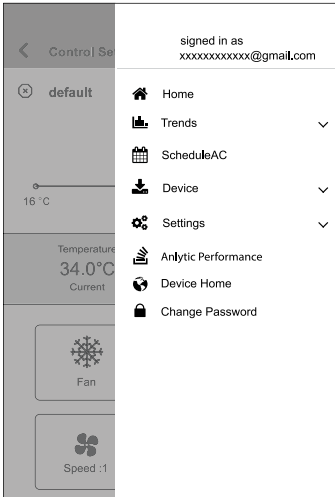 signed in as
xxxxxxxxxxxx@gmail.com
Control Se
default
16 °C
Temperature
34.0°C
Current
Fan
Speed :1
Home
Trends
ScheduleAC
Device
Settings
Anlytic Performance
Device Home
Change Password